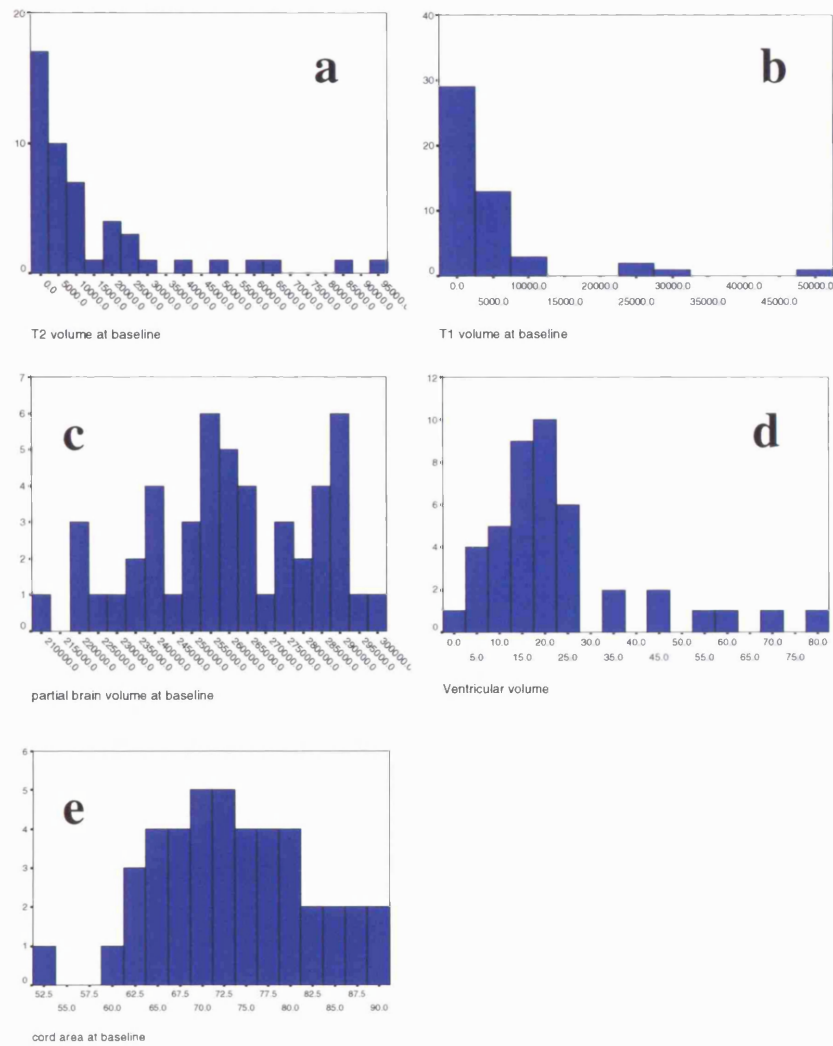 20
10
0
a
0.0 5000.0 10000.0 15000.0 20000.0 25000.0 30000.0 35000.0 40000.0 45000.0 50000.0 55000.0 60000.0 65000.0 70000.0 75000.0 80000.0 85000.0 90000.0 95000.0
T2 volume at baseline
40
30
20
10
0
b
0.0 10000.0 20000.0 30000.0 40000.0 50000.0
5000.0 15000.0 25000.0 35000.0 45000.0
T1 volume at baseline
7
6
5
4
3
2
1
0
c
210000.0 215000.0 220000.0 225000.0 230000.0 235000.0 240000.0 245000.0 250000.0 255000.0 260000.0 265000.0 270000.0 275000.0 280000.0 285000.0 290000.0 295000.0 300000.0
partial brain volume at baseline
12
10
8
6
4
2
0
d
0.0 10.0 20.0 30.0 40.0 50.0 60.0 70.0 80.0
5.0 15.0 25.0 35.0 45.0 55.0 65.0 75.0
Ventricular volume
6
5
4
3
2
1
0
e
52.5 57.5 62.5 67.5 72.5 77.5 82.5 87.5
55.0 60.0 65.0 70.0 75.0 80.0 85.0 90.0
cord area at baseline